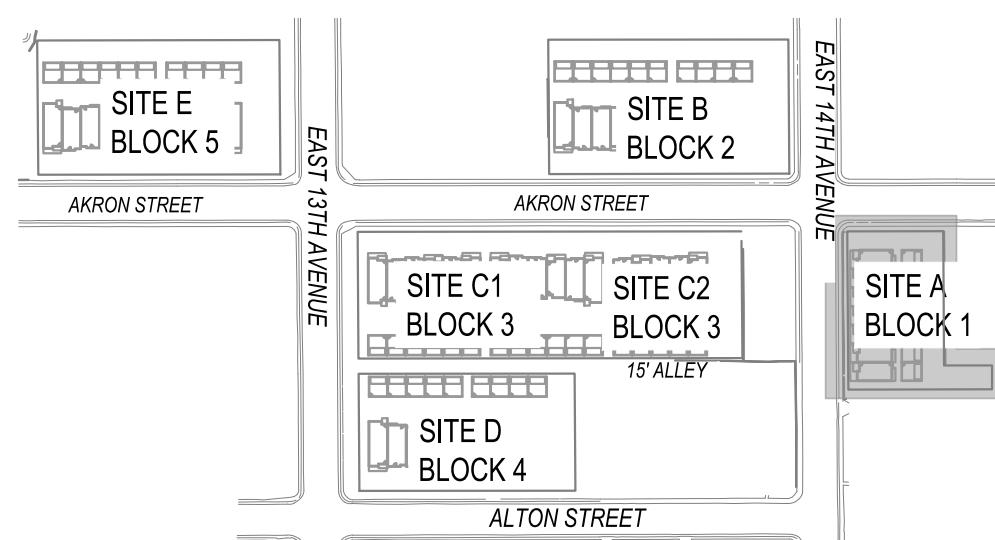 SITE E
BLOCK 5
SITE B
BLOCK 2
EAST 13TH AVENUE
EAST 14TH AVENUE
AKRON STREET
AKRON STREET
SITE C1
BLOCK 3
SITE C2
BLOCK 3
SITE A
BLOCK 1
15' ALLEY
SITE D
BLOCK 4
ALTON STREET